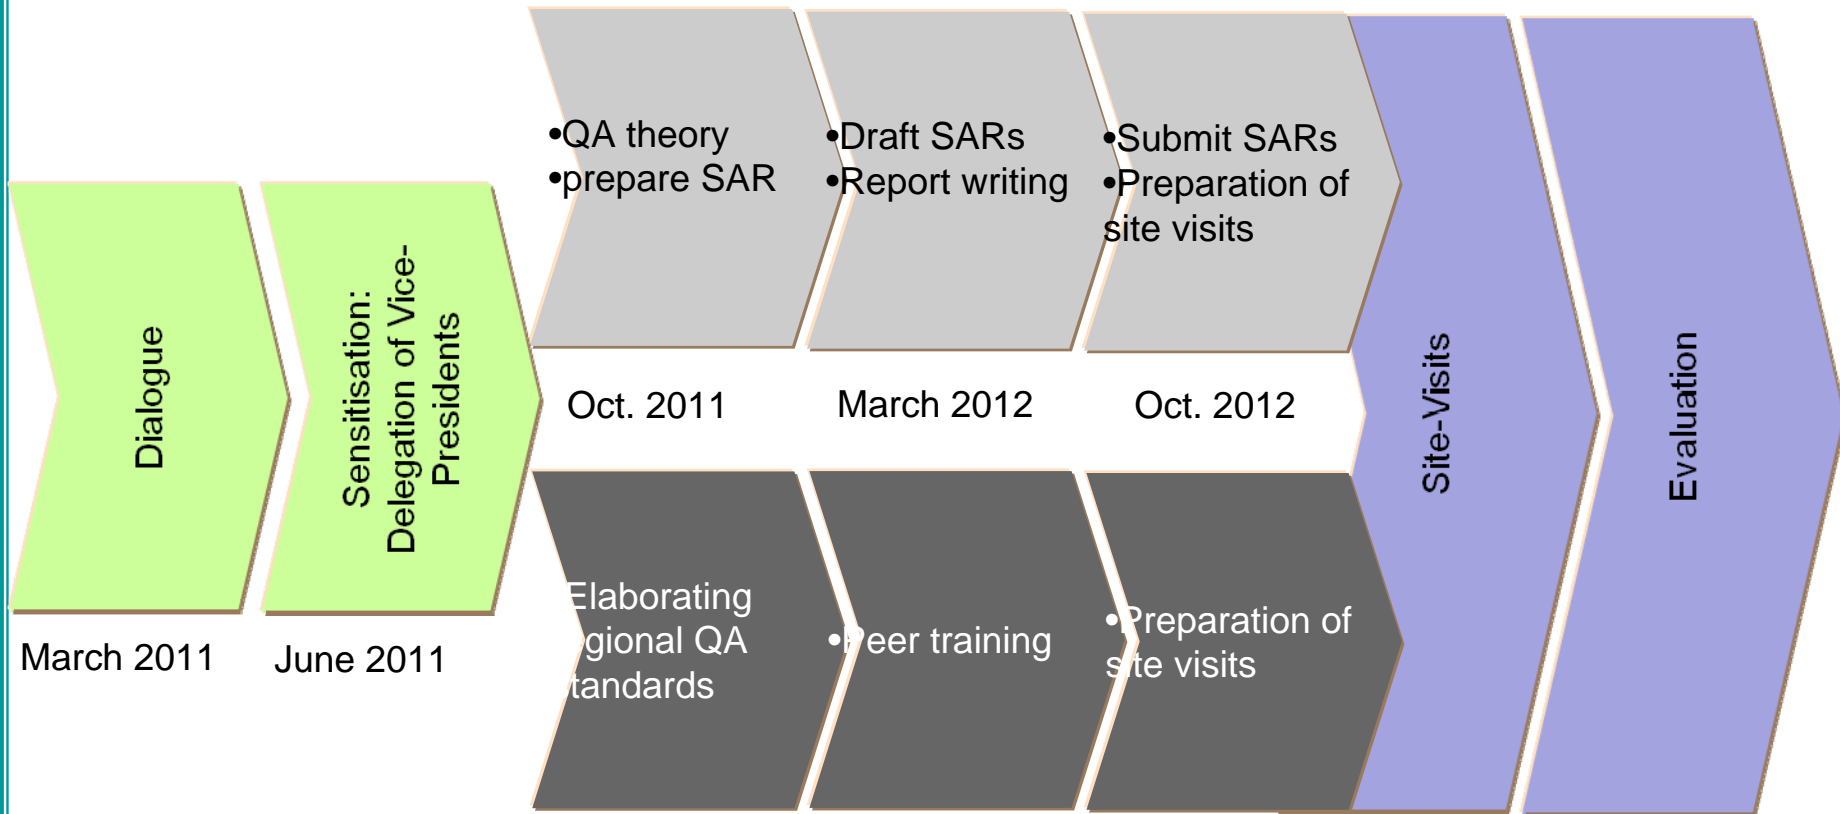 Dialogue
March 2011
Sensitisation:
Delegation of Vice-
Presidents
June 2011
•QA theory
•prepare SAR
•Draft SARs
•Report writing
•Submit SARs
•Preparation of
site visits
Oct. 2011
March 2012
Oct. 2012
Elaborating
gional QA
tandards
•Peer training
•Preparation of
site visits
Site-Visits
Evaluation